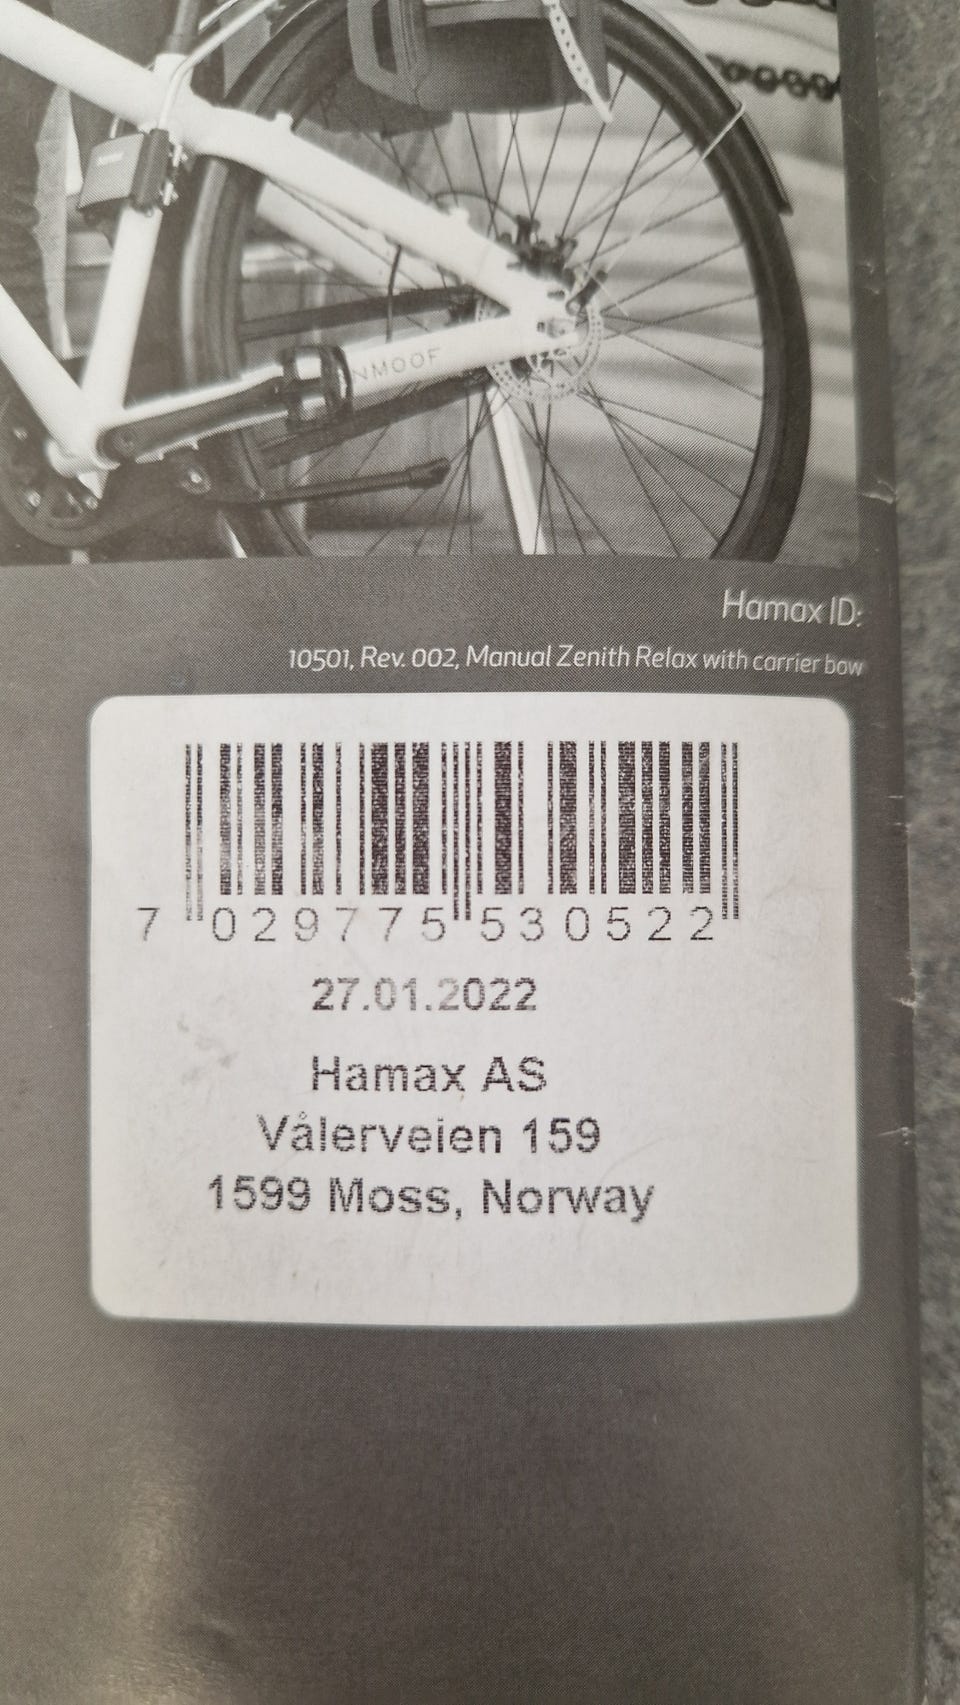 NMOOF
Hamax ID:
10501, Rev. 002, Manual Zenith Relax with carrier bow
7 029775 530522
27.01.2022
Hamax AS
Vålerveien 159
1599 Moss, Norway